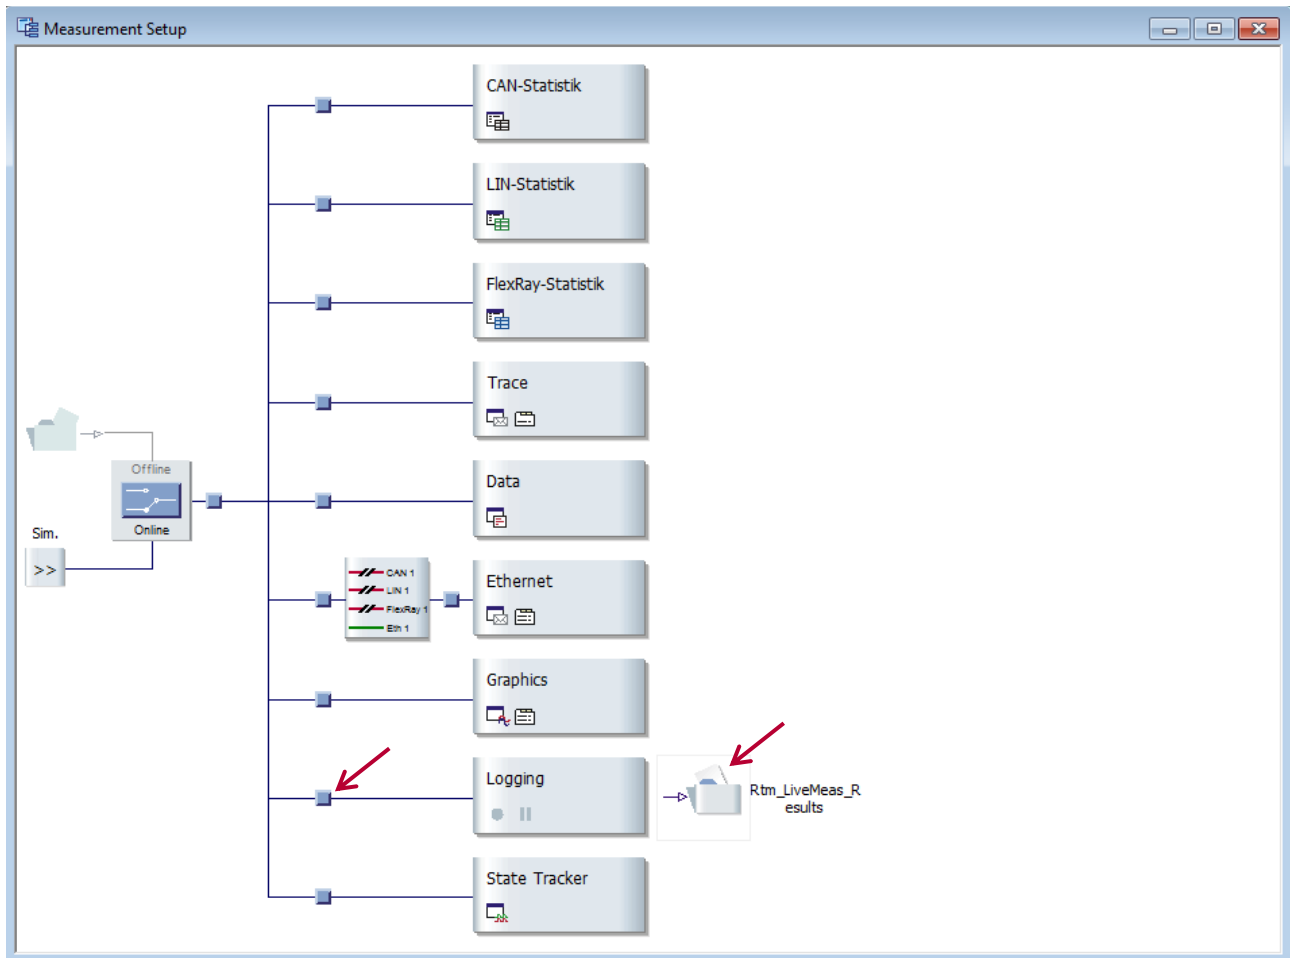 Measurement Setup
CAN-Statistik
LIN-Statistik
FlexRay-Statistik
Trace
Offline
Online
Sim.
>>
Data
CAN 1
LIN 1
FlexRay 1
Eth 1
Ethernet
Graphics
Logging
Rtm_LiveMeas_R
esults
State Tracker